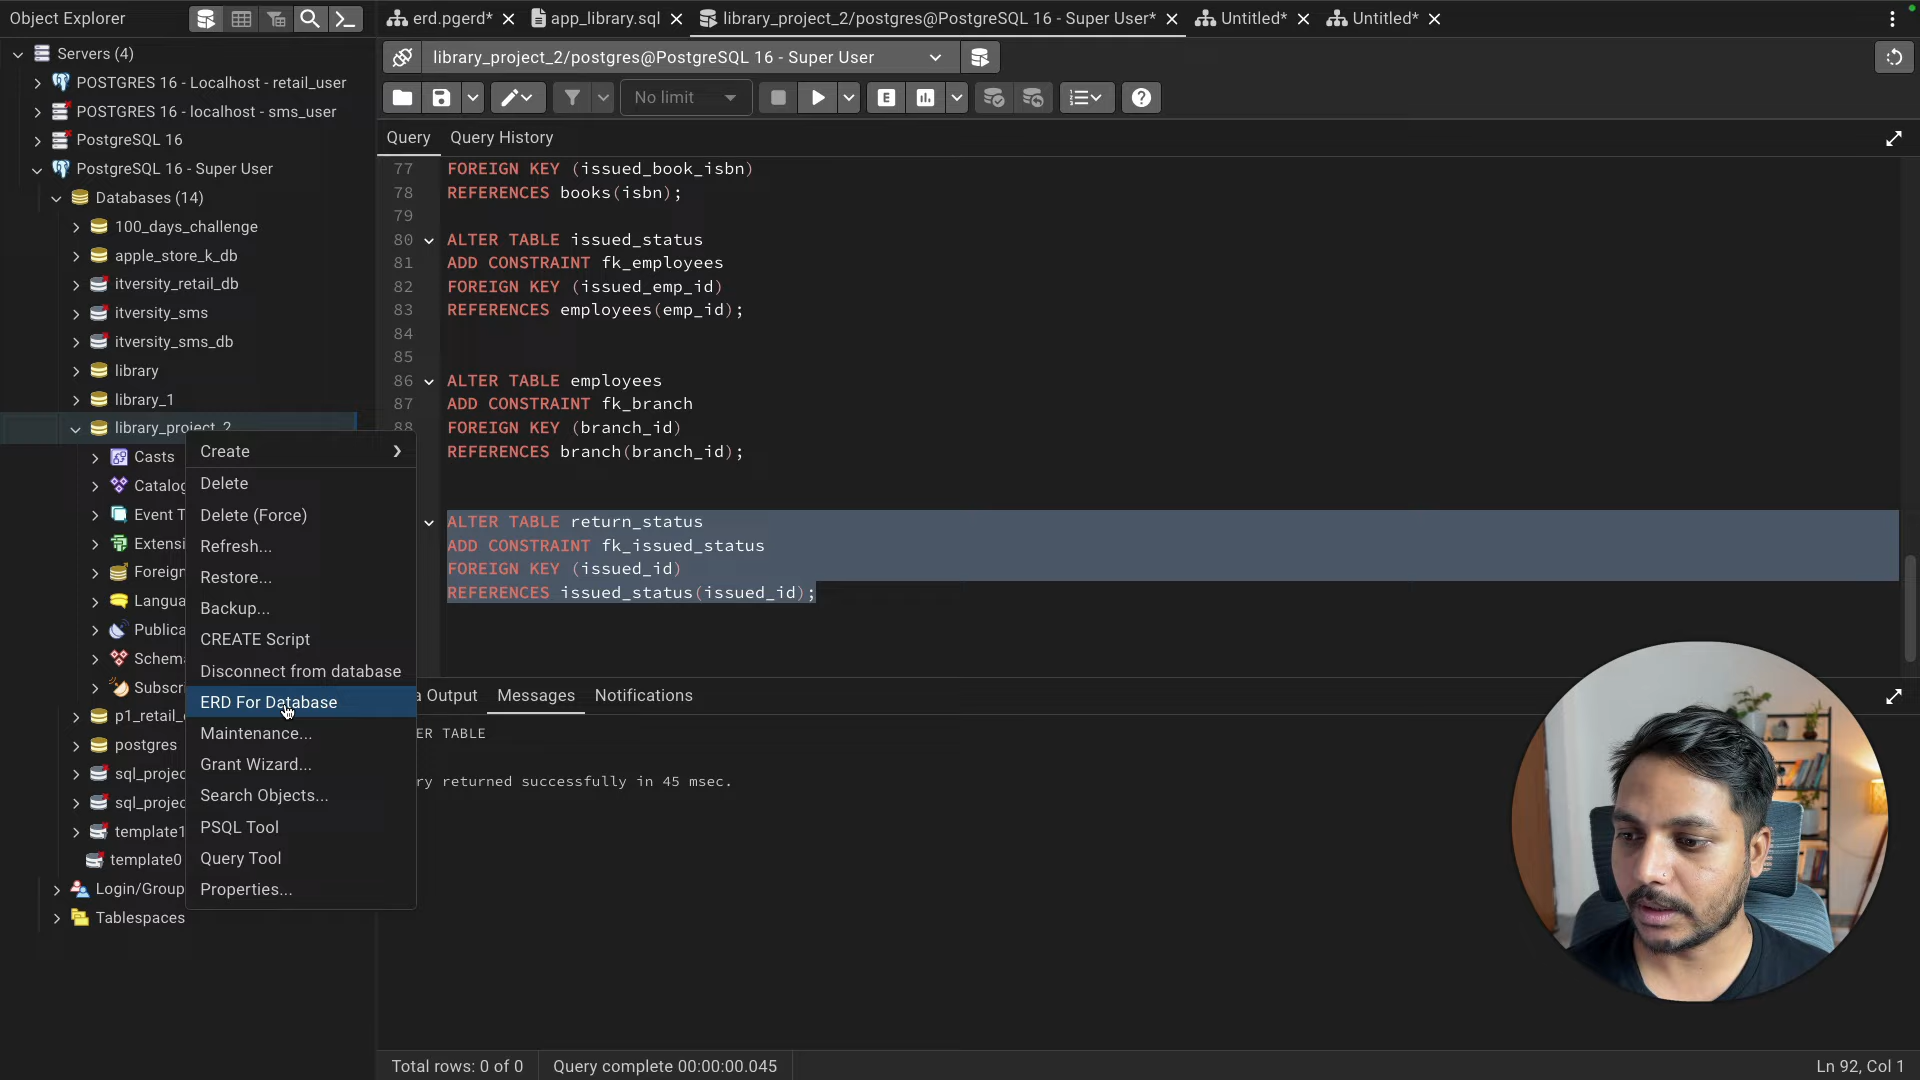 Object Explorer
erd.pgerd*
app_library.sql
library_project_2/postgres@PostgreSQL 16 - Super User*
Untitled*
Untitled*
Servers (4)
POSTGRES 16 - Localhost - retail_user
POSTGRES 16 - localhost - sms_user
PostgreSQL 16
PostgreSQL 16 - Super User
Databases (14)
100_days_challenge
apple_store_k_db
itversity_retail_db
itversity_sms
itversity_sms_db
library
library_1
library_project_2
Casts
Catalog
Event T
Extensi
Foreign
Langua
Publica
Schem
Subscri
p1_retail_
postgres
sql_projec
sql_projec
template1
template0
Login/Group
Tablespaces
Create
Delete
Delete (Force)
Refresh...
Restore...
Backup...
CREATE Script
Disconnect from database
ERD For Database
Maintenance...
Grant Wizard...
Search Objects...
PSQL Tool
Query Tool
Properties...
library_project_2/postgres@PostgreSQL 16 - Super User
No limit
E
Query
Query History
77 FOREIGN KEY (issued_book_isbn)
78 REFERENCES books(isbn);
79
80 ALTER TABLE issued_status
81 ADD CONSTRAINT fk_employees
82 FOREIGN KEY (issued_emp_id)
83 REFERENCES employees(emp_id);
84
85
86 ALTER TABLE employees
87 ADD CONSTRAINT fk_branch
88 FOREIGN KEY (branch_id)
REFERENCES branch(branch_id);
ALTER TABLE return_status
ADD CONSTRAINT fk_issued_status
FOREIGN KEY (issued_id)
REFERENCES issued_status(issued_id);
a Output
Messages
Notifications
ER TABLE
ry returned successfully in 45 msec.
Total rows: 0 of 0
Query complete 00:00:00.045
Ln 92, Col 1